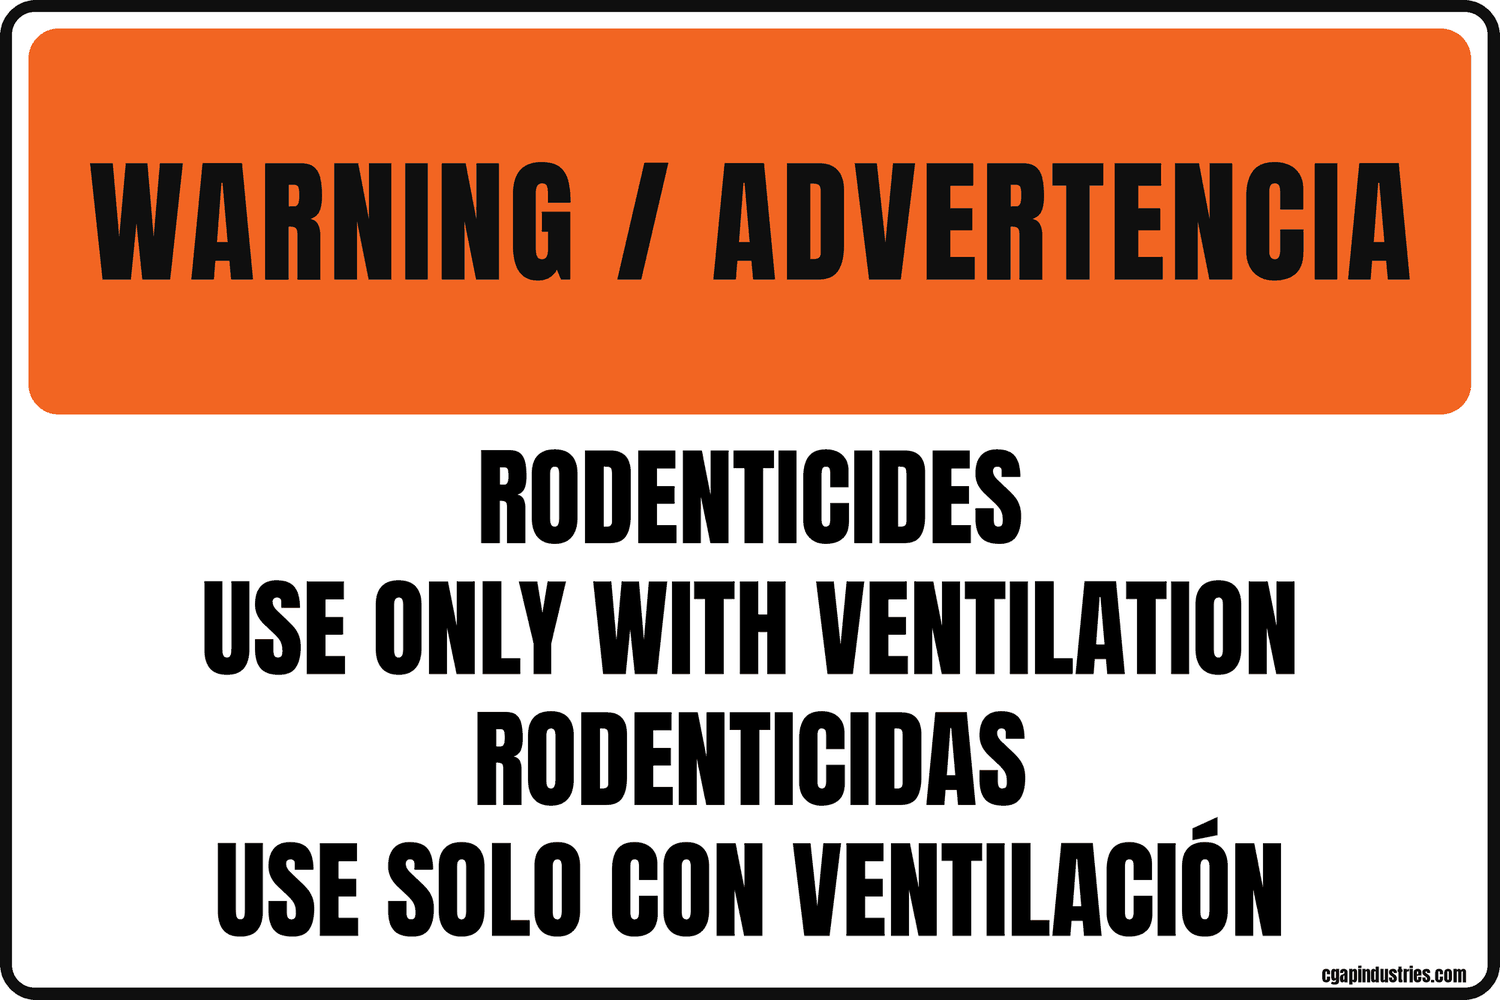 WARNING / ADVERTENCIA
RODENTICIDES
USE ONLY WITH VENTILATION
RODENTICIDAS
USE SOLO CON VENTILACIÓN
cgapindustries.com